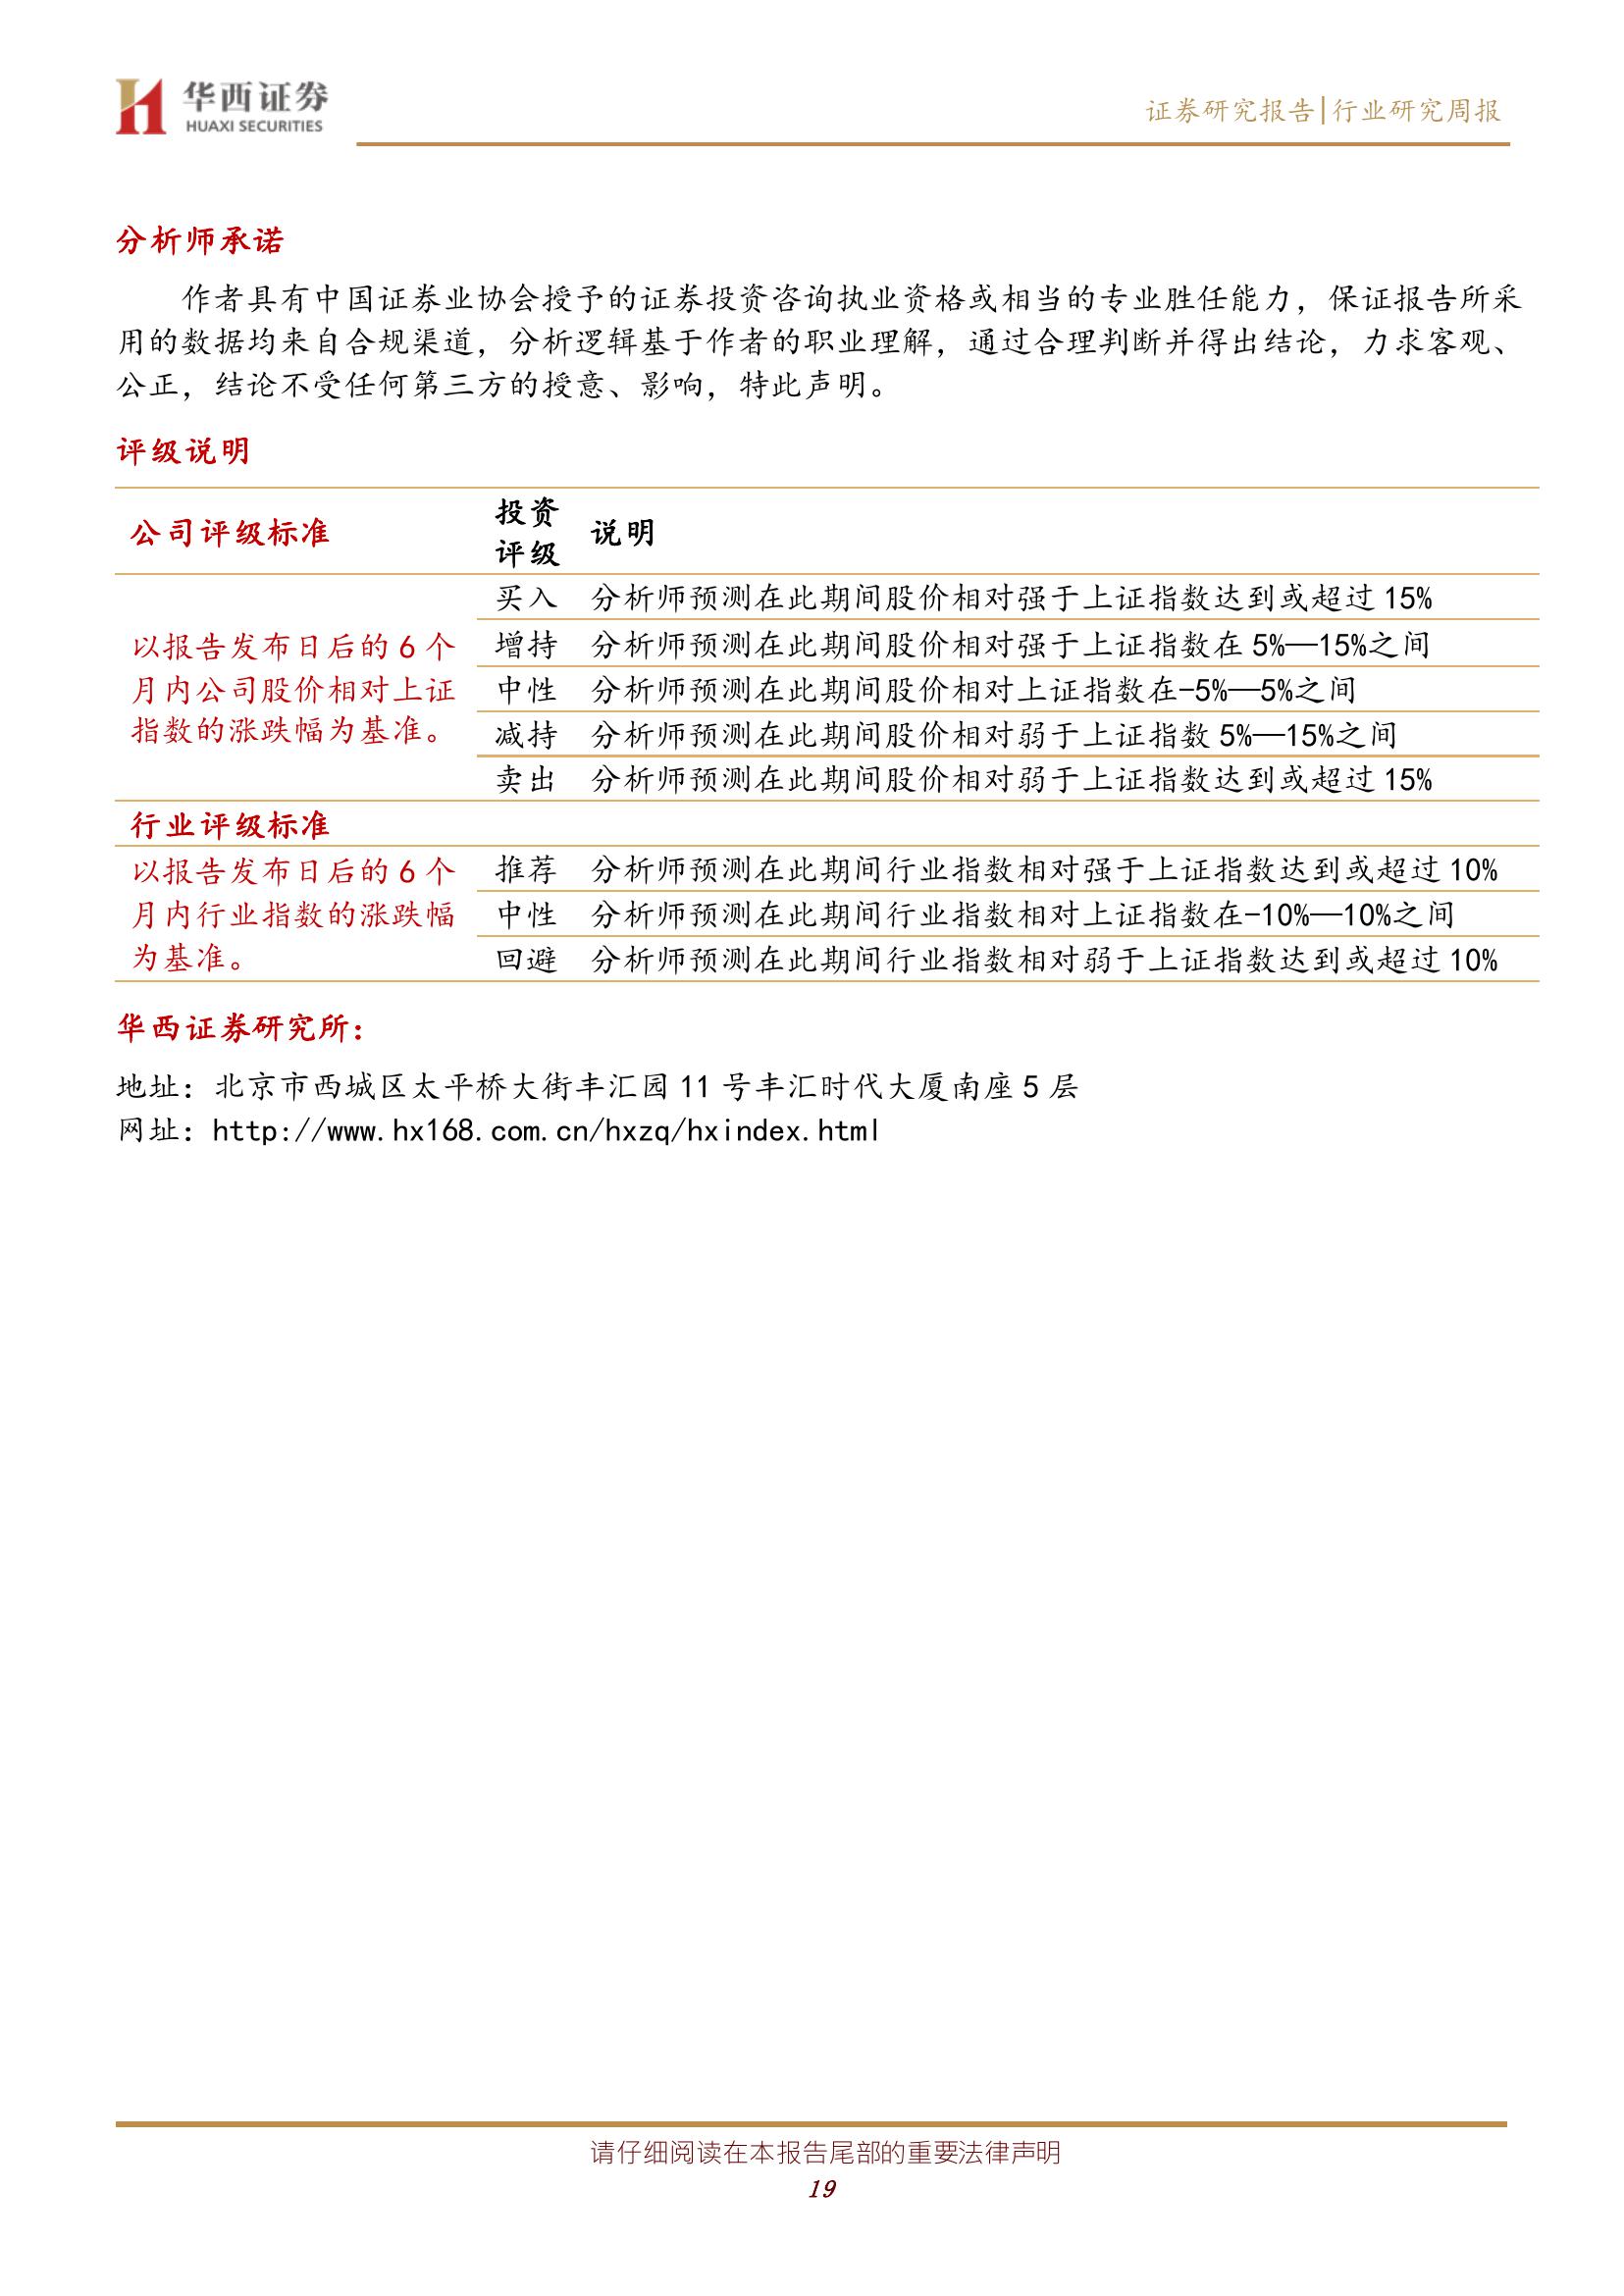 华西证券
HUAXI SECURITIES
证券研究报告|行业研究周报
分析师承诺
作者具有中国证券业协会授予的证券投资咨询执业资格或相当的专业胜任能力，保证报告所采
用的数据均来自合规渠道，分析逻辑基于作者的职业理解，通过合理判断并得出结论，力求客观、
公正，结论不受任何第三方的授意、影响，特此声明。
评级说明
公司评级标准
投资
评级
说明
以报告发布日后的 6 个
月内公司股价相对上证
指数的涨跌幅为基准。
买入 分析师预测在此期间股价相对强于上证指数达到或超过 15%
增持 分析师预测在此期间股价相对强于上证指数在 5%—15%之间
中性 分析师预测在此期间股价相对上证指数在-5%—5%之间
减持 分析师预测在此期间股价相对弱于上证指数 5%—15%之间
卖出 分析师预测在此期间股价相对弱于上证指数达到或超过 15%
行业评级标准
以报告发布日后的 6 个
月内行业指数的涨跌幅
为基准。
推荐 分析师预测在此期间行业指数相对强于上证指数达到或超过 10%
中性 分析师预测在此期间行业指数相对上证指数在-10%—10%之间
回避 分析师预测在此期间行业指数相对弱于上证指数达到或超过 10%
华西证券研究所：
地址：北京市西城区太平桥大街丰汇园 11 号丰汇时代大厦南座 5 层
网址：http://www.hx168.com.cn/hxzq/hxindex.html
请仔细阅读在本报告尾部的重要法律声明
19